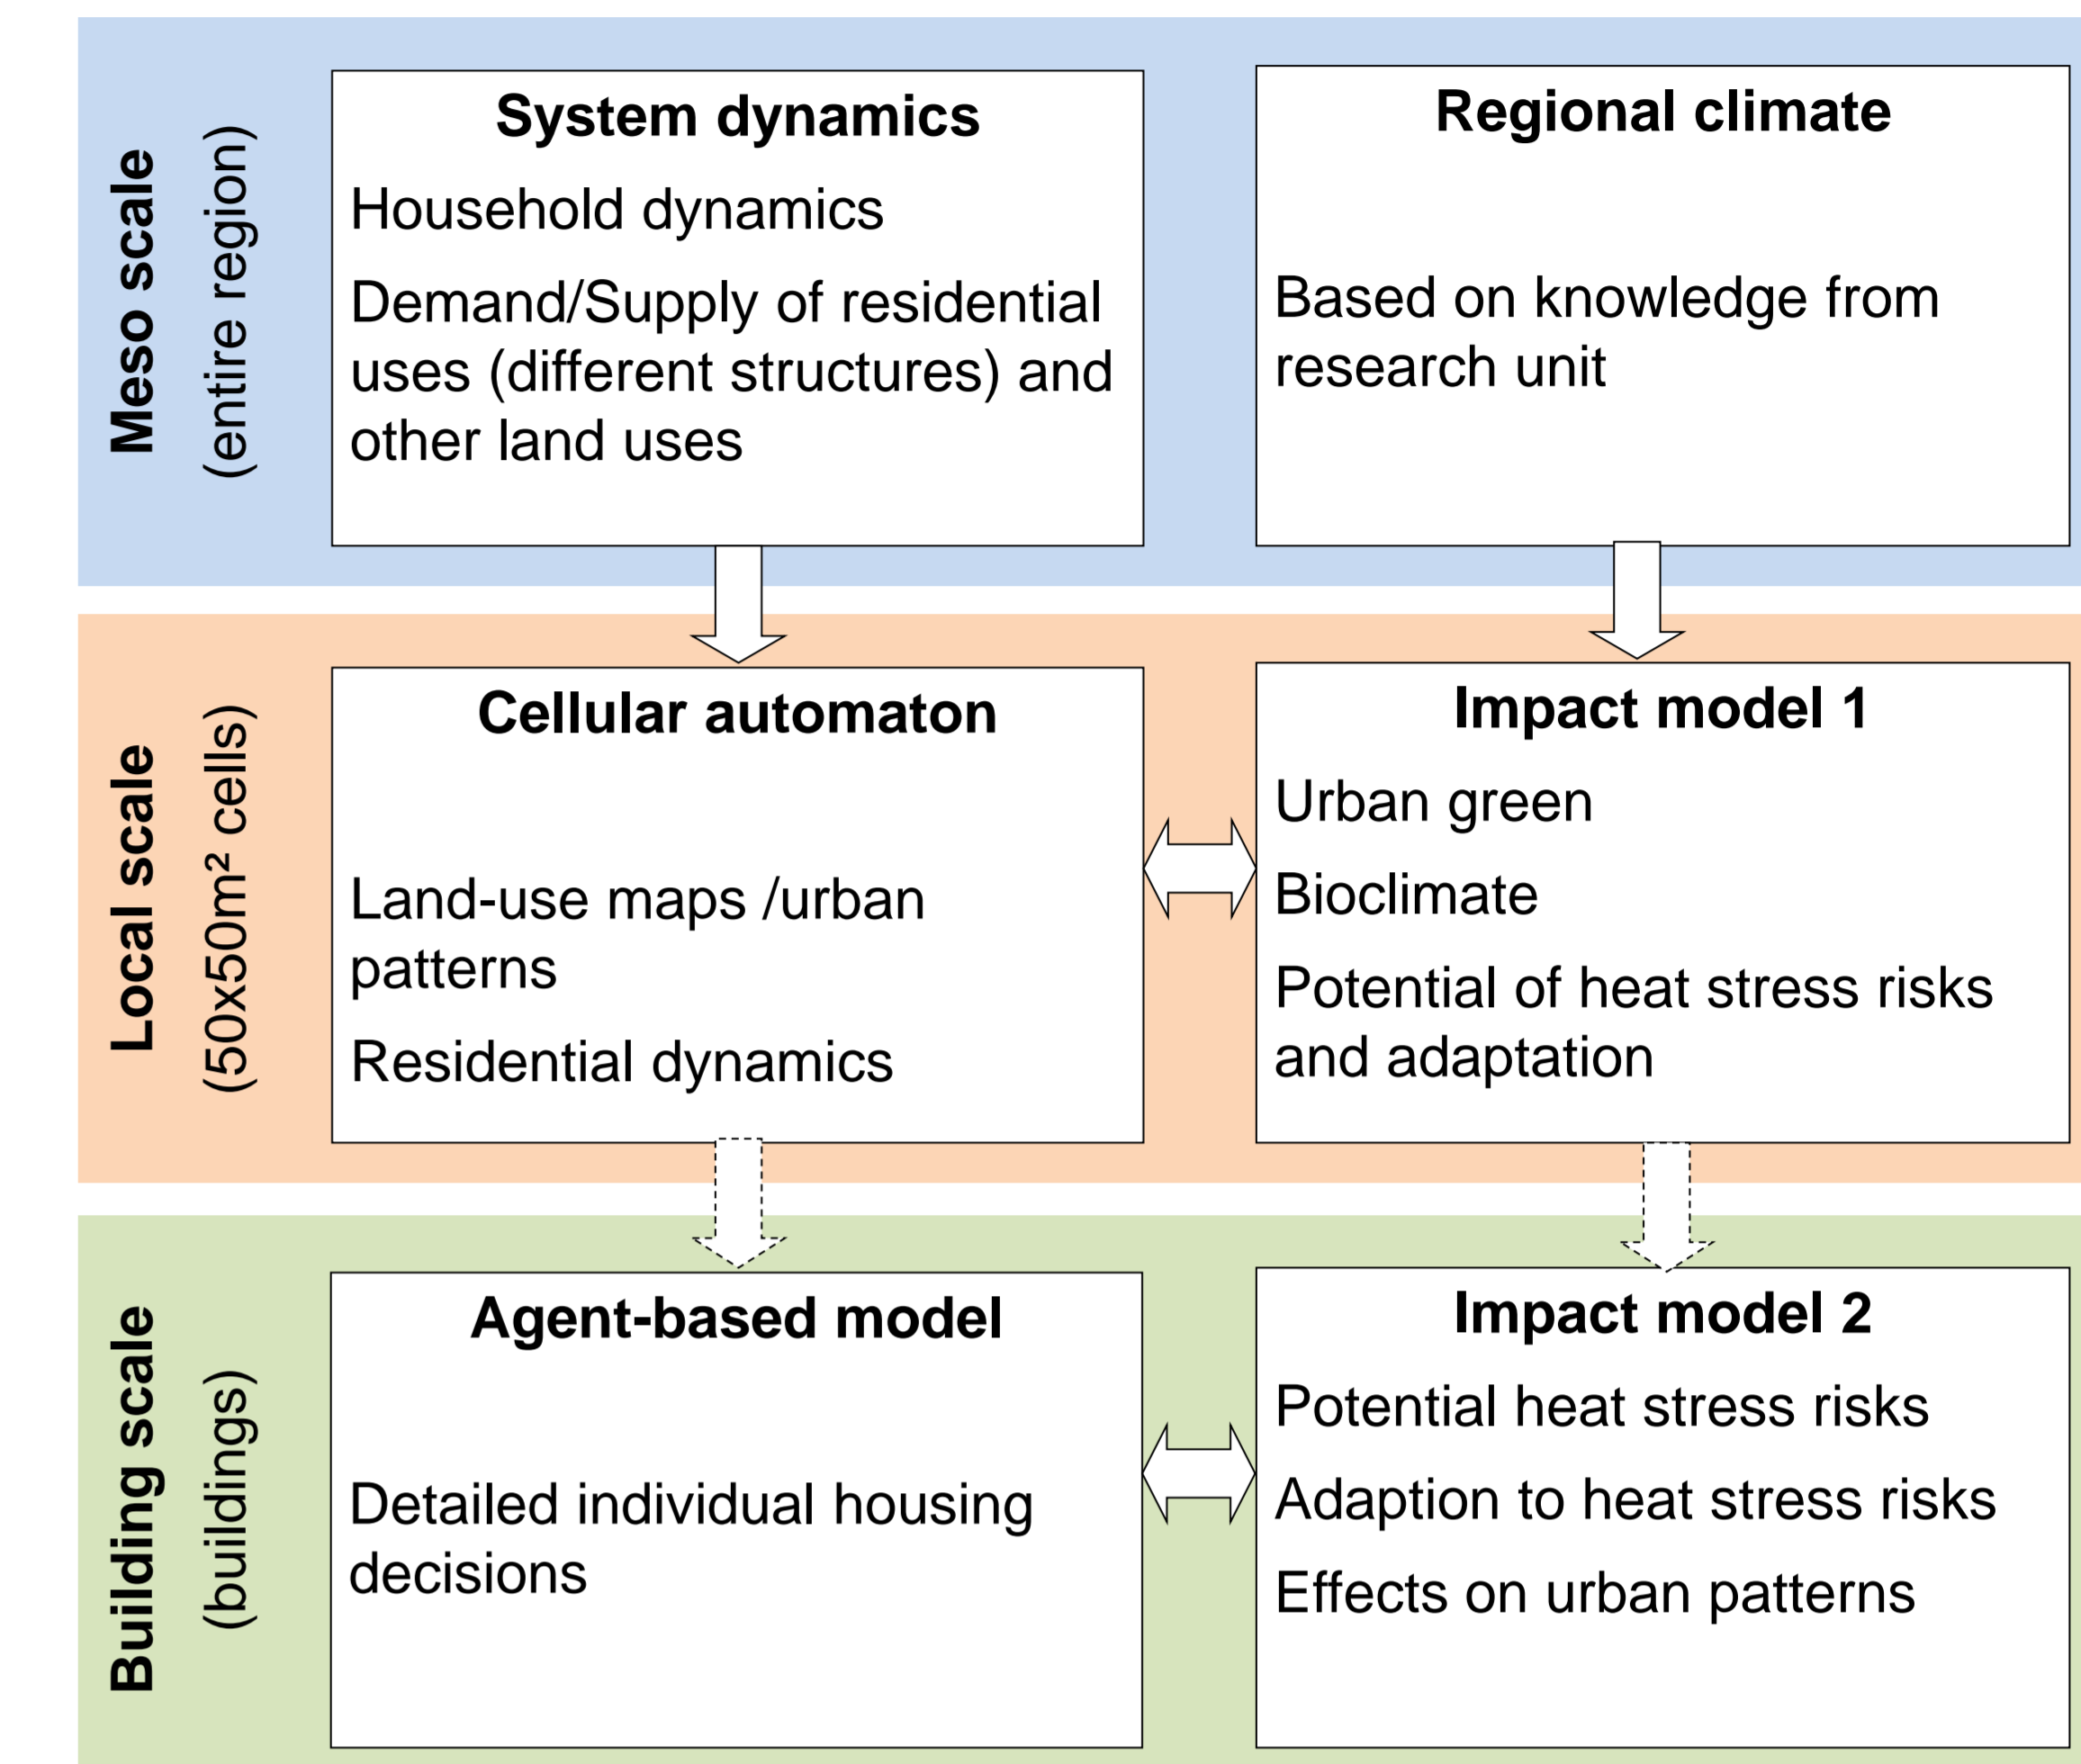 Meso scale
(entire region)
System dynamics
Household dynamics
Demand/Supply of residential
uses (different structures) and
other land uses
Regional climate
Based on knowledge from
research unit
Local scale
(50x50m² cells)
Cellular automaton
Land-use maps /urban
patterns
Residential dynamics
Impact model 1
Urban green
Bioclimate
Potential of heat stress risks
and adaptation
Building scale
(buildings)
Agent-based model
Detailed individual housing
decisions
Impact model 2
Potential heat stress risks
Adaption to heat stress risks
Effects on urban patterns